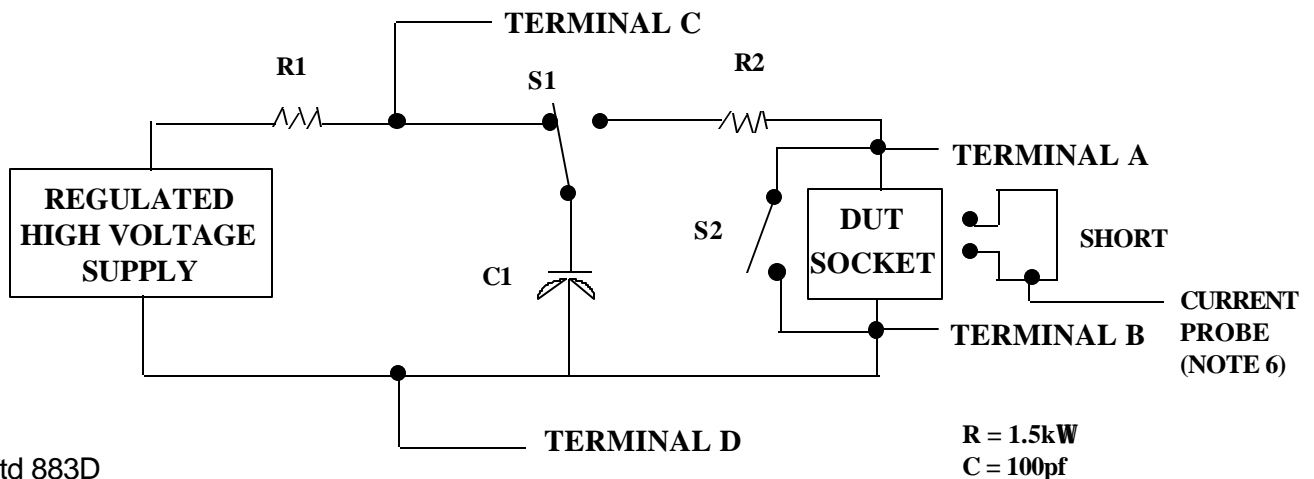 TERMINAL C
R1
S1
R2
REGULATED
HIGH VOLTAGE
SUPPLY
C1
S2
DUT
SOCKET
TERMINAL A
SHORT
CURRENT
PROBE
(NOTE 6)
TERMINAL B
TERMINAL D
R = 1.5kW
C = 100pf
td 883D